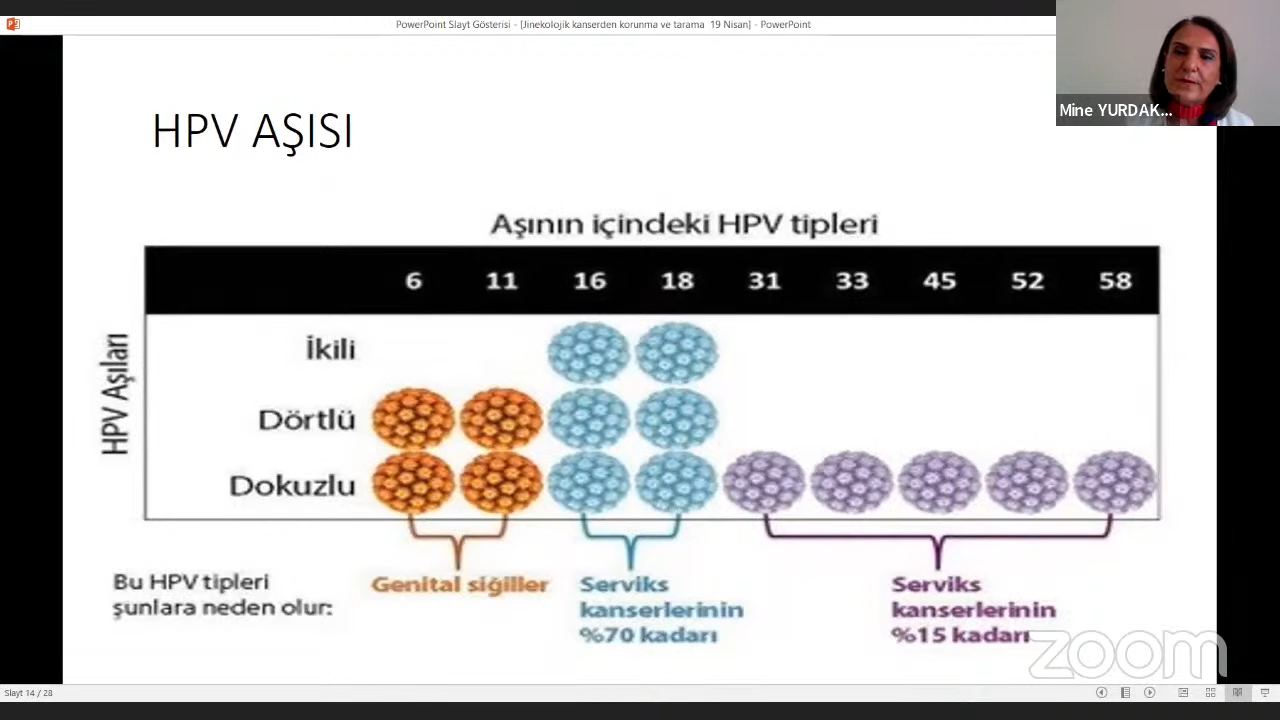 PowerPoint Slayt Gösterisi - [Jinekolojik kanserden korunma ve tarama 19 Nisan] - PowerPoint
Mine YURDAK...
HPV AŞISI
Aşının içindeki HPV tipleri
6 11 16 18 31 33 45 52 58
HPV Aşıları
İkili
Dörtlü
Dokuzlu
Bu HPV tipleri
şunlara neden olur:
Genital siğiller
Serviks
kanserlerinin
%70 kadarı
Serviks
kanserlerinin
%15 kadarı
zoom
Slayt 14 / 28